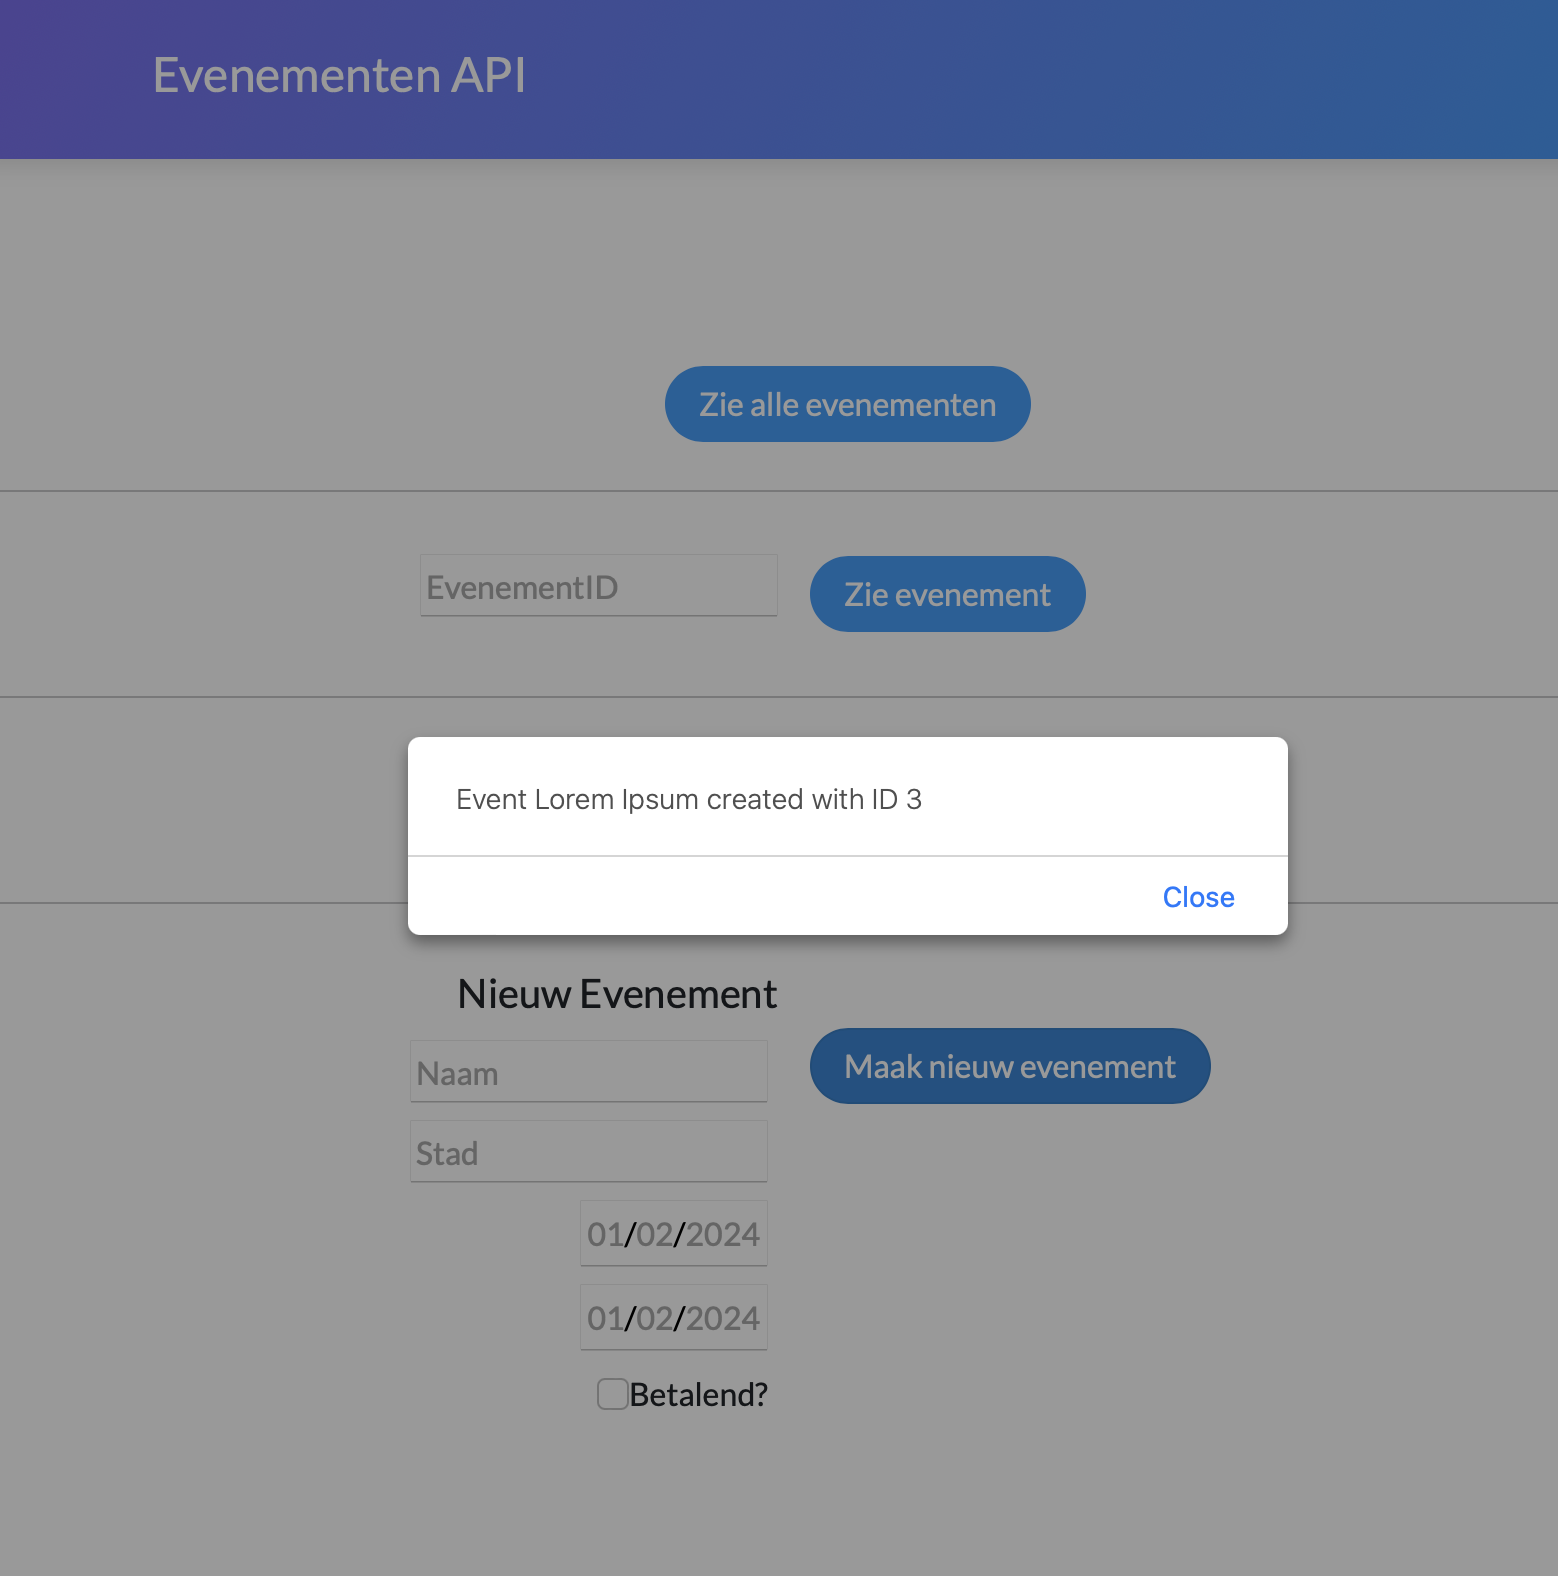 Evenementen API
Zie alle evenementen
EvenementID
Zie evenement
Event Lorem Ipsum created with ID 3
Close
Nieuw Evenement
Naam
Maak nieuw evenement
Stad
01/02/2024
01/02/2024
Betalend?